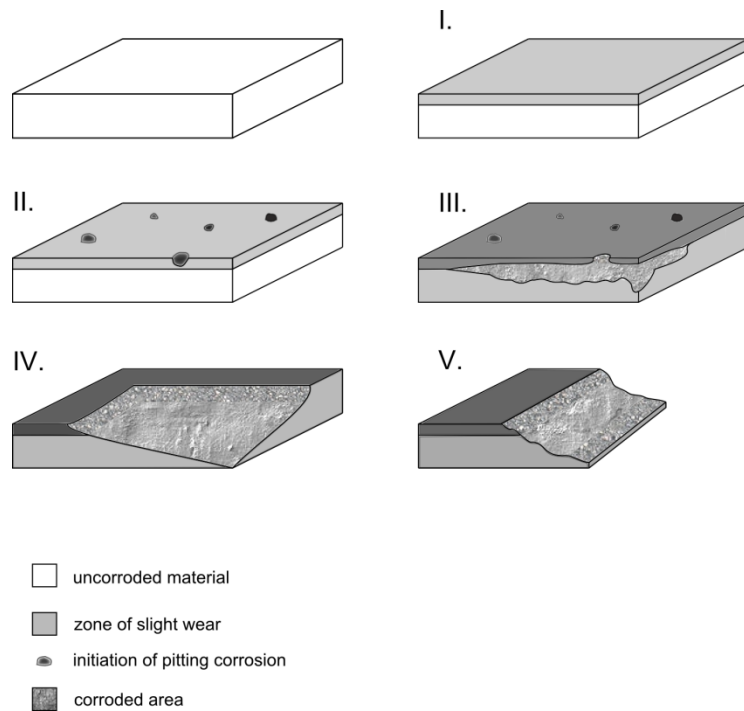 I.
II.
III.
IV.
V.
uncorroded material
zone of slight wear
initiation of pitting corrosion
corroded area